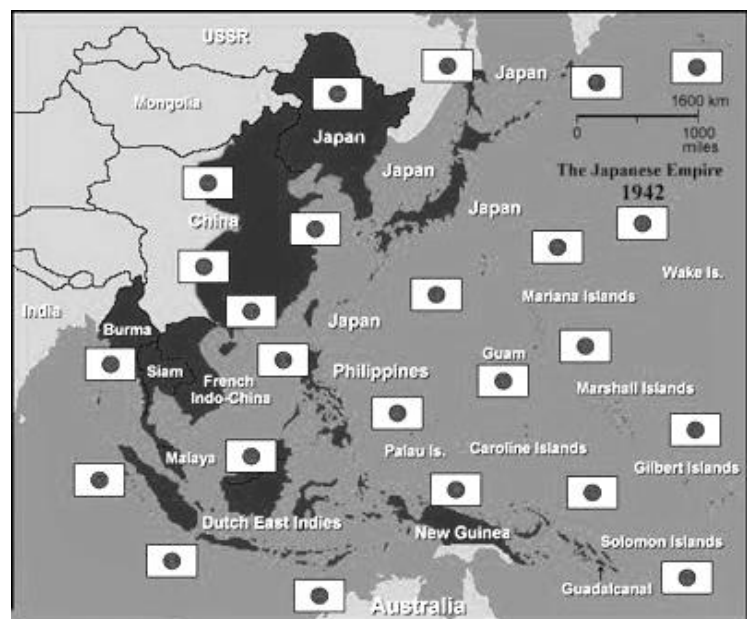 USSR
Japan
1600 km
Mongolia
0
1000
miles
Japan
Japan
The Japanese Empire
1942
China
Japan
Wake Is.
India
Mariana Islands
Burma
Japan
Guam
Siam
Philippines
French
Indo-China
Marshall Islands
Malaya
Palau Is.
Caroline Islands
Gilbert Islands
Dutch East Indies
New Guinea
Solomon Islands
Guadalcanal
Australia